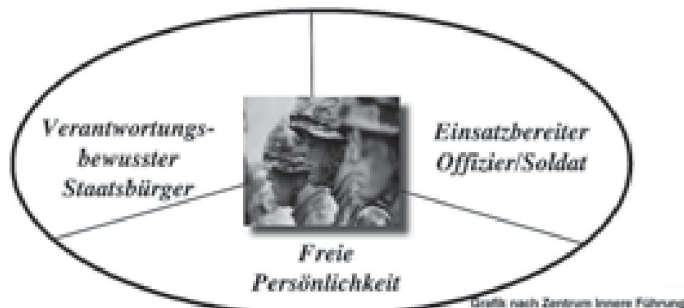 Verantwortungs-
bewusster
Staatsbürger
Einsatzbereiter
Offizier/Soldat
Freie
Persönlichkeit
Grafik nach Zentrum Innere Führung